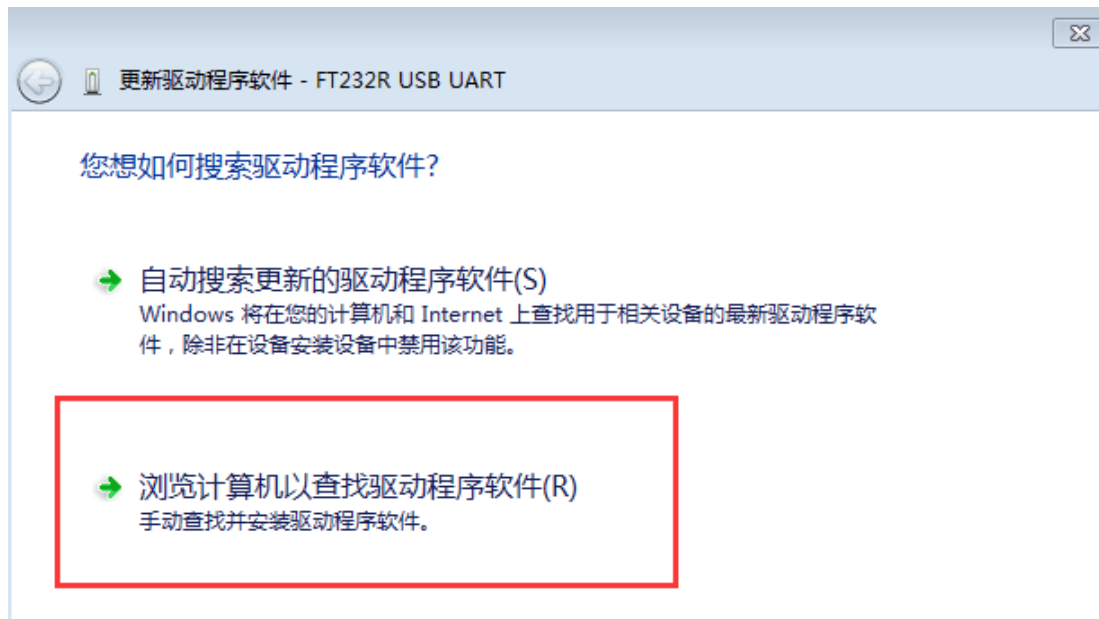 更新驱动程序软件 - FT232R USB UART
您想如何搜索驱动程序软件?
自动搜索更新的驱动程序软件(S)
Windows 将在您的计算机和 Internet 上查找用于相关设备的最新驱动程序软
件，除非在设备安装设备中禁用该功能。
浏览计算机以查找驱动程序软件(R)
手动查找并安装驱动程序软件。